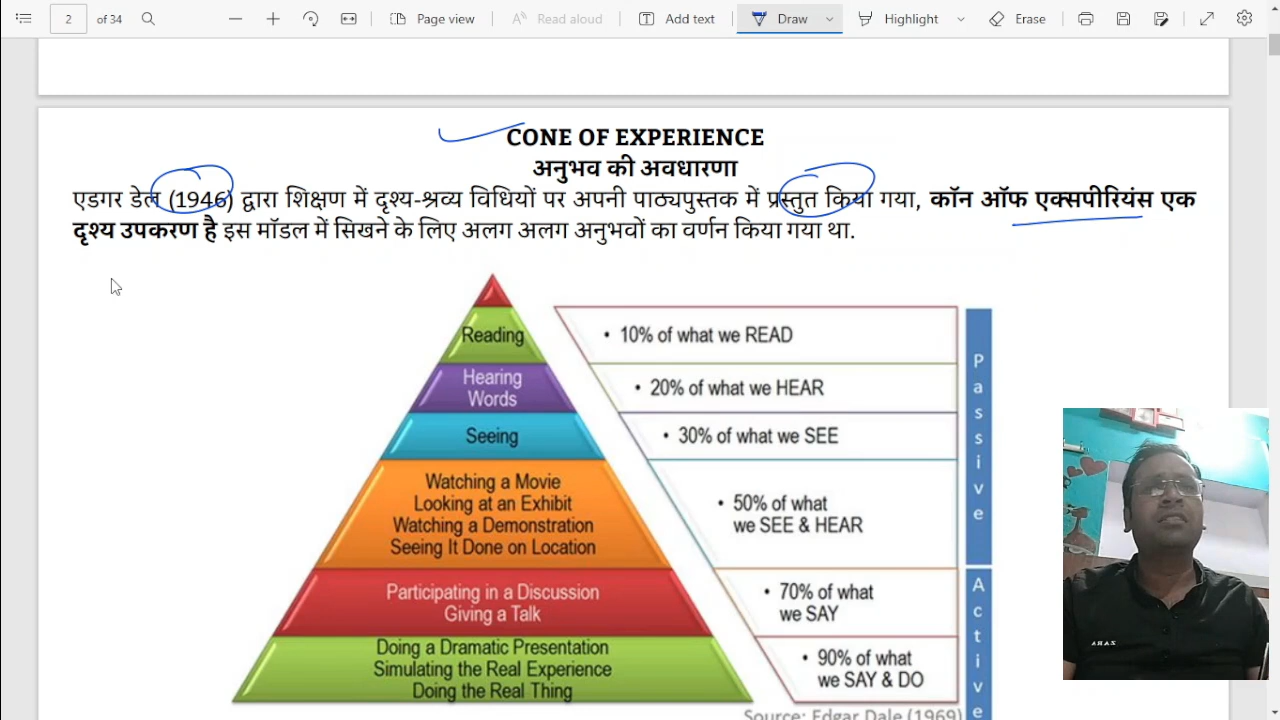 2 of 34 Page view Read aloud Add text Draw Highlight Erase
CONE OF EXPERIENCE
अनुभव की अवधारणा
एडगर डेल (1946) द्वारा शिक्षण में दृश्य-श्रव्य विधियों पर अपनी पाठ्यपुस्तक में प्रस्तुत किया गया, कॉन ऑफ एक्सपीरियंस एक
दृश्य उपकरण है इस मॉडल में सिखने के लिए अलग अलग अनुभवों का वर्णन किया गया था.
Reading
• 10% of what we READ
Hearing
Words
• 20% of what we HEAR
Seeing
• 30% of what we SEE
Watching a Movie
Looking at an Exhibit
Watching a Demonstration
Seeing It Done on Location
• 50% of what
we SEE & HEAR
Participating in a Discussion
Giving a Talk
• 70% of what
we SAY
Doing a Dramatic Presentation
Simulating the Real Experience
Doing the Real Thing
• 90% of what
we SAY & DO
Passive
Active
Source: Edgar Dale (1969)
ZARA